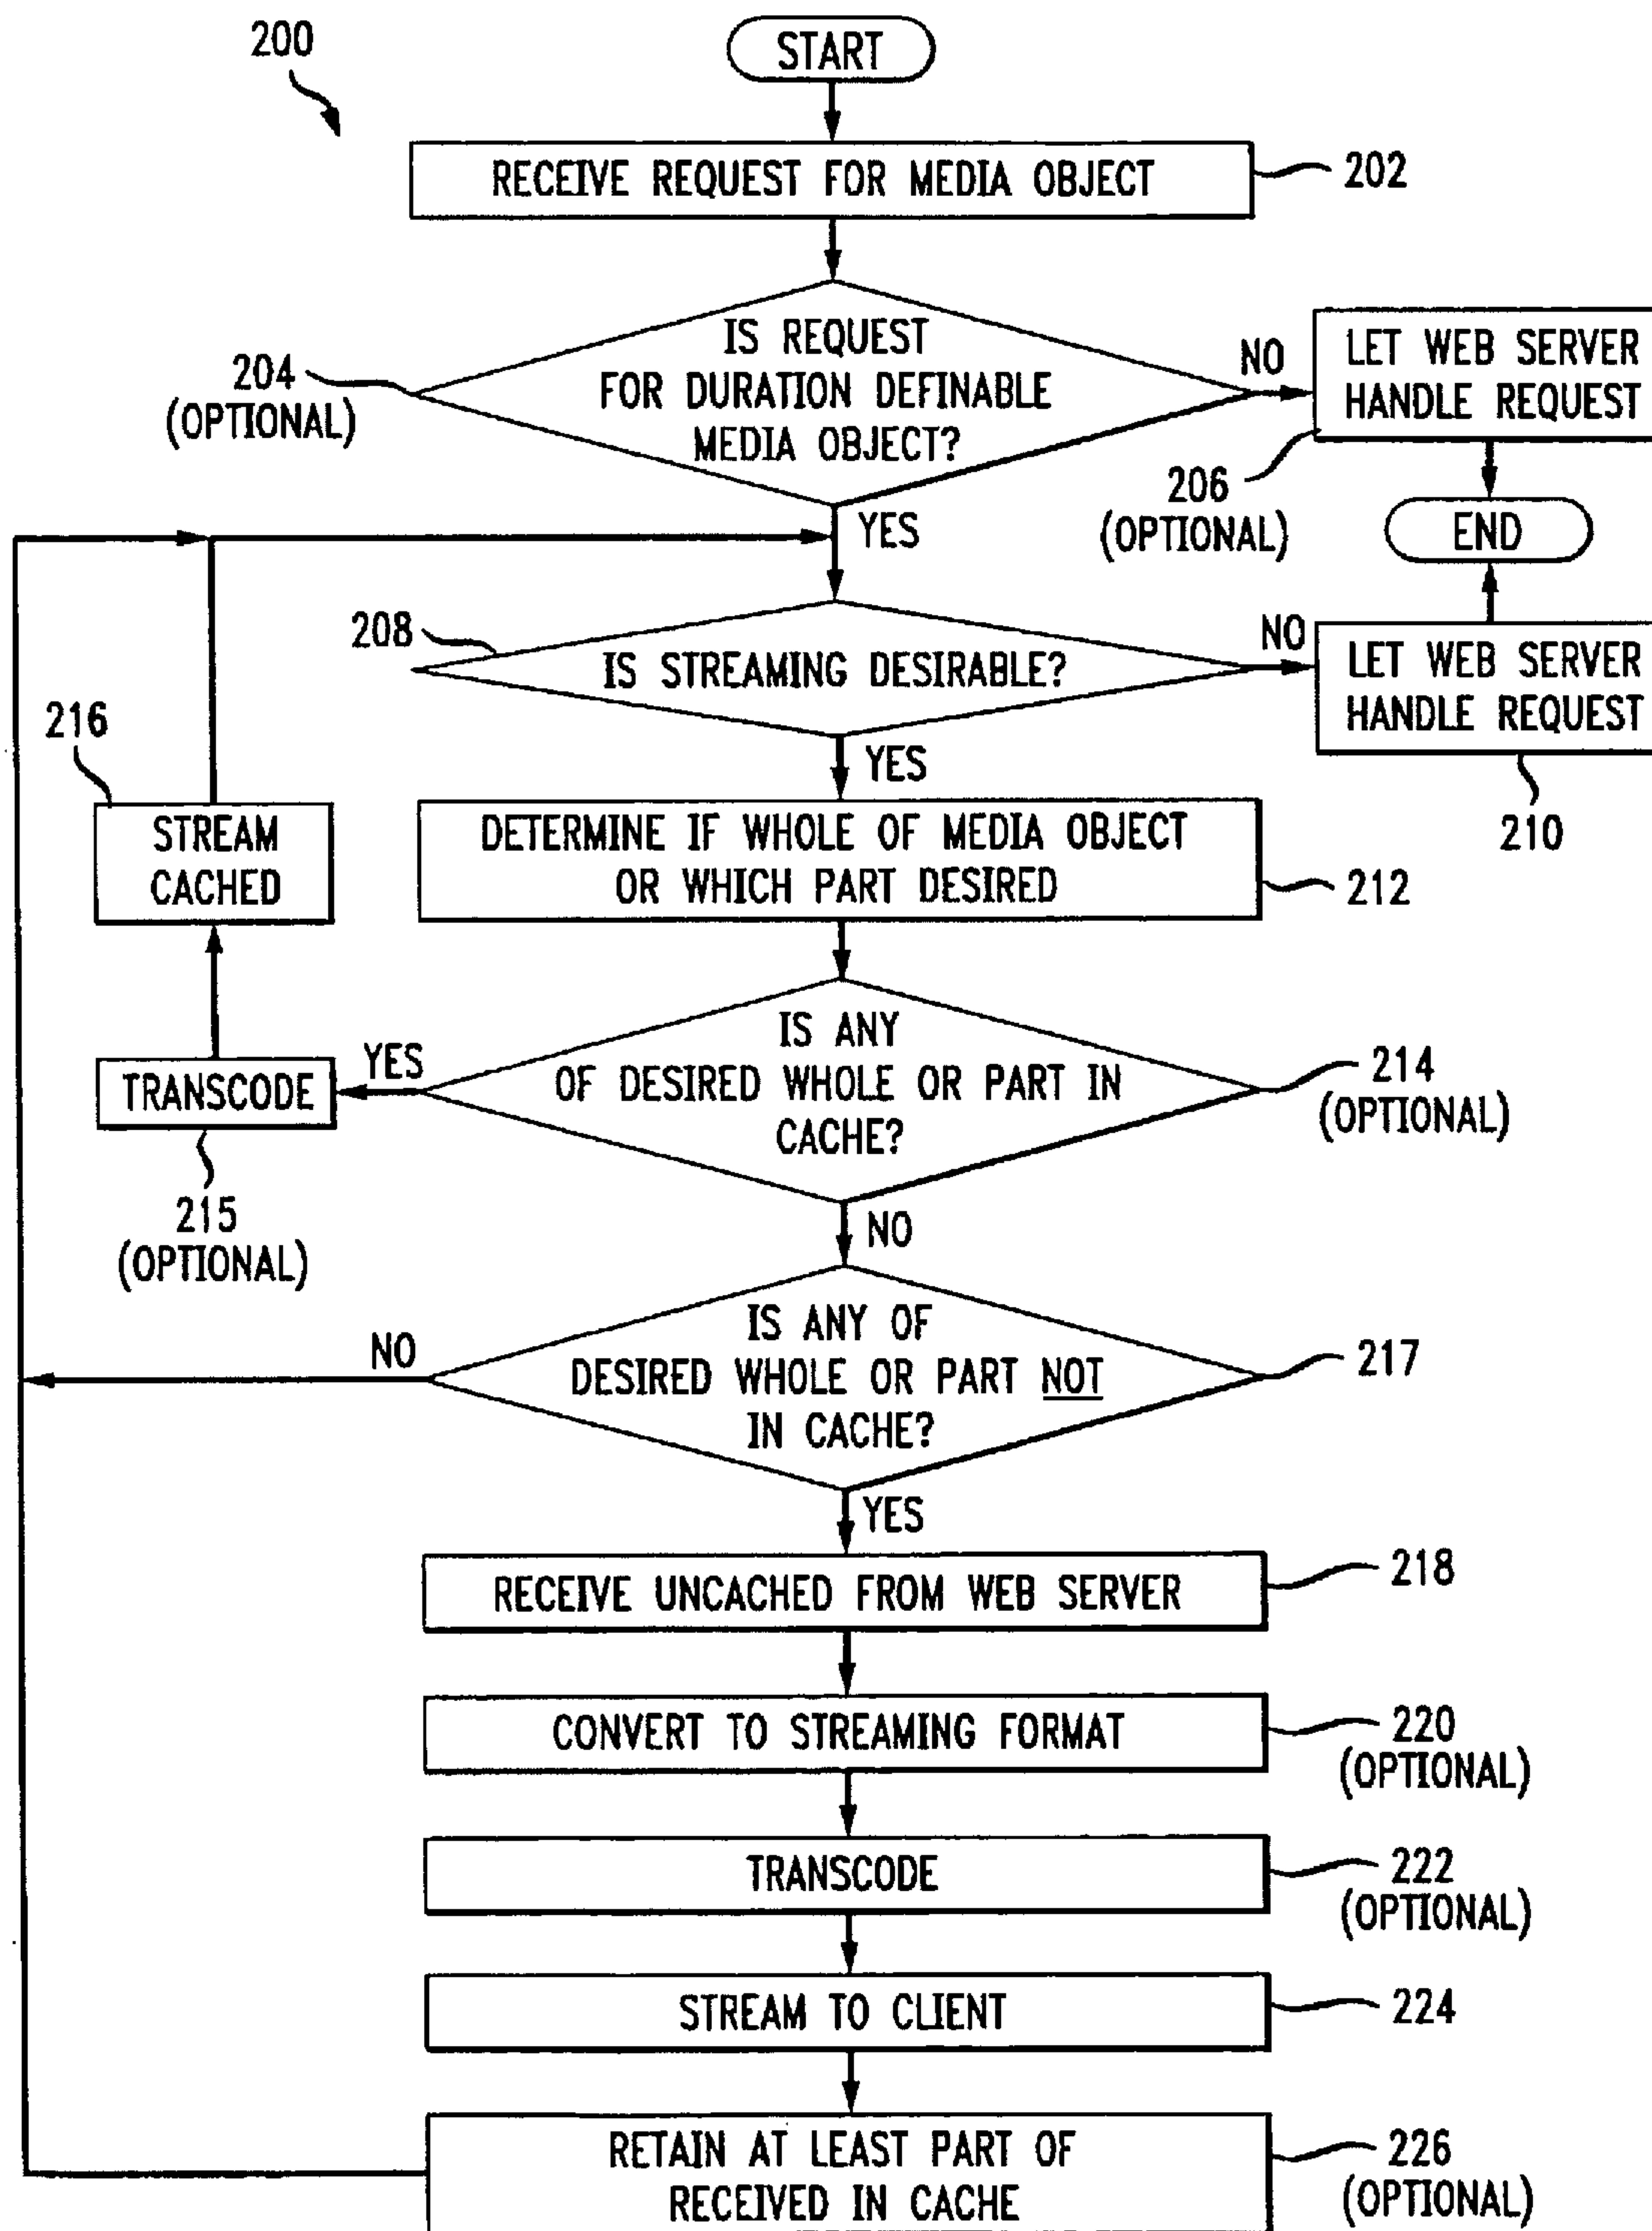 200
START
RECEIVE REQUEST FOR MEDIA OBJECT
202
IS REQUEST
FOR DURATION DEFINABLE
MEDIA OBJECT?
204
(OPTIONAL)
NO
LET WEB SERVER
HANDLE REQUEST
206
(OPTIONAL)
END
YES
208
IS STREAMING DESIRABLE?
NO
LET WEB SERVER
HANDLE REQUEST
210
YES
216
STREAM
CACHED
DETERMINE IF WHOLE OF MEDIA OBJECT
OR WHICH PART DESIRED
212
IS ANY
OF DESIRED WHOLE OR PART IN
CACHE?
214
(OPTIONAL)
YES
TRANSCODE
215
(OPTIONAL)
NO
IS ANY OF
DESIRED WHOLE OR PART NOT
IN CACHE?
217
NO
YES
RECEIVE UNCACHED FROM WEB SERVER
218
CONVERT TO STREAMING FORMAT
220
(OPTIONAL)
TRANSCODE
222
(OPTIONAL)
STREAM TO CLIENT
224
RETAIN AT LEAST PART OF
RECEIVED IN CACHE
226
(OPTIONAL)